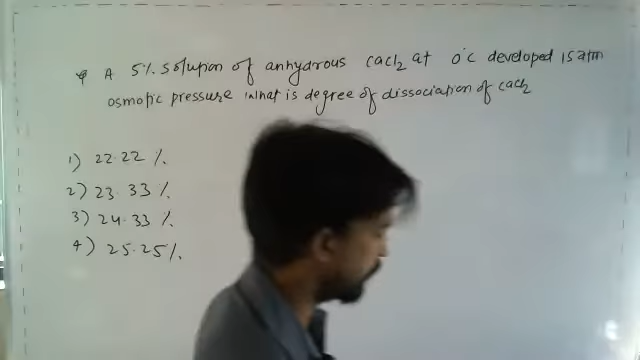 Q A 5% solution of anhydrous CaCl2 at 0°C developed 15 atm
osmotic pressure what is degree of dissociation of CaCl2
1) 22.22 %.
2) 23.33 %.
3) 24.33 %
4) 25.25%.